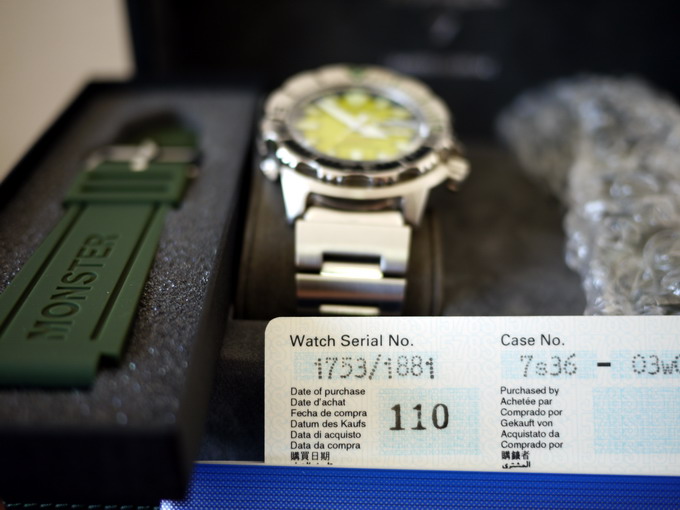 MONSTER
Watch Serial No.
1753/1881
Date of purchase
Date d'achat
Fecha de compra
Datum des Kaufs
Data di acquisto
Data da compra
購買日期
110
Case No.
7s36 - 03W
Purchased by
Achetée par
Comprado por
Gekauft von
Acquistato da
Comprado por
購錶者
المشتري